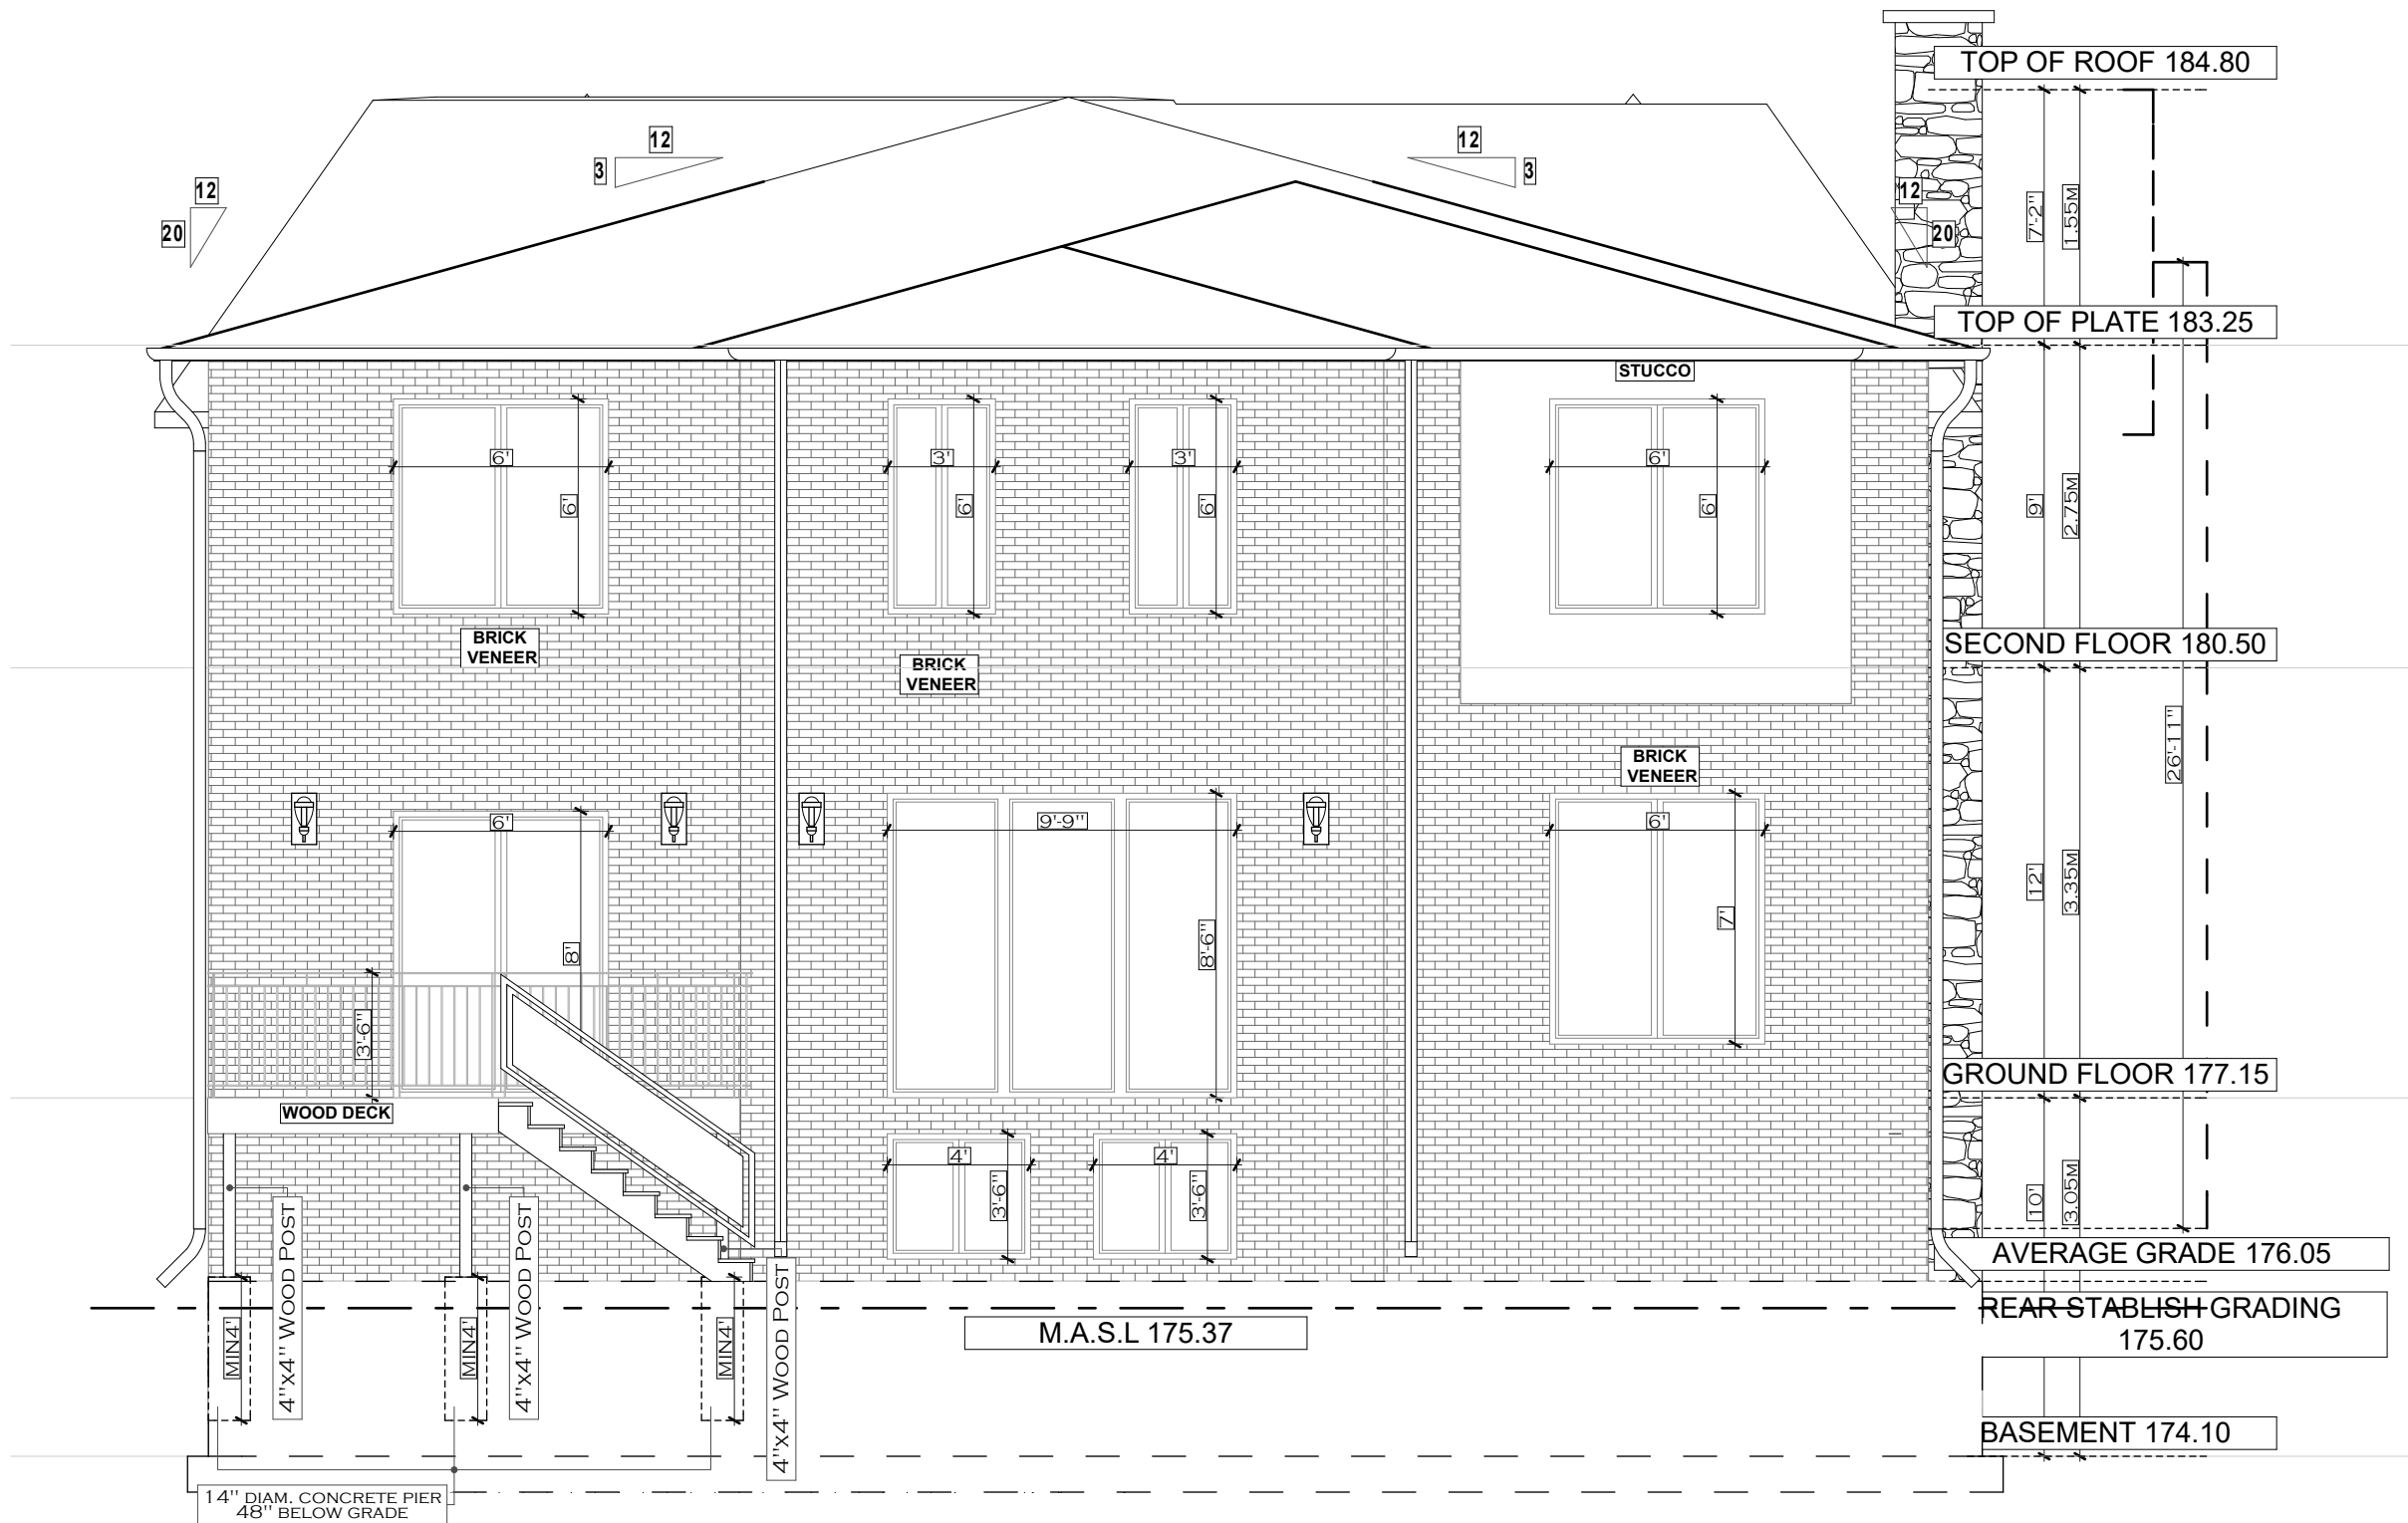 TOP OF ROOF 184.80
12
12
3
3
12
12
20
20
7'-2"
1.55M
TOP OF PLATE 183.25
STUCCO
6'
3'
3'
6'
6'
6'
6'
6'
9'
2.75M
BRICK
VENEER
BRICK
VENEER
SECOND FLOOR 180.50
26'-11"
BRICK
VENEER
6'
9'-9"
6'
8'
8'-6"
7'
12'
3.35M
3'-6"
GROUND FLOOR 177.15
WOOD DECK
4'
4'
3'-6"
3'-6"
10'
3.05M
4"X4" WOOD POST
4"X4" WOOD POST
4"X4" WOOD POST
AVERAGE GRADE 176.05
REAR STABLISH GRADING
175.60
M.A.S.L 175.37
MIN4'
MIN4'
MIN4'
BASEMENT 174.10
14" DIAM. CONCRETE PIER
48" BELOW GRADE